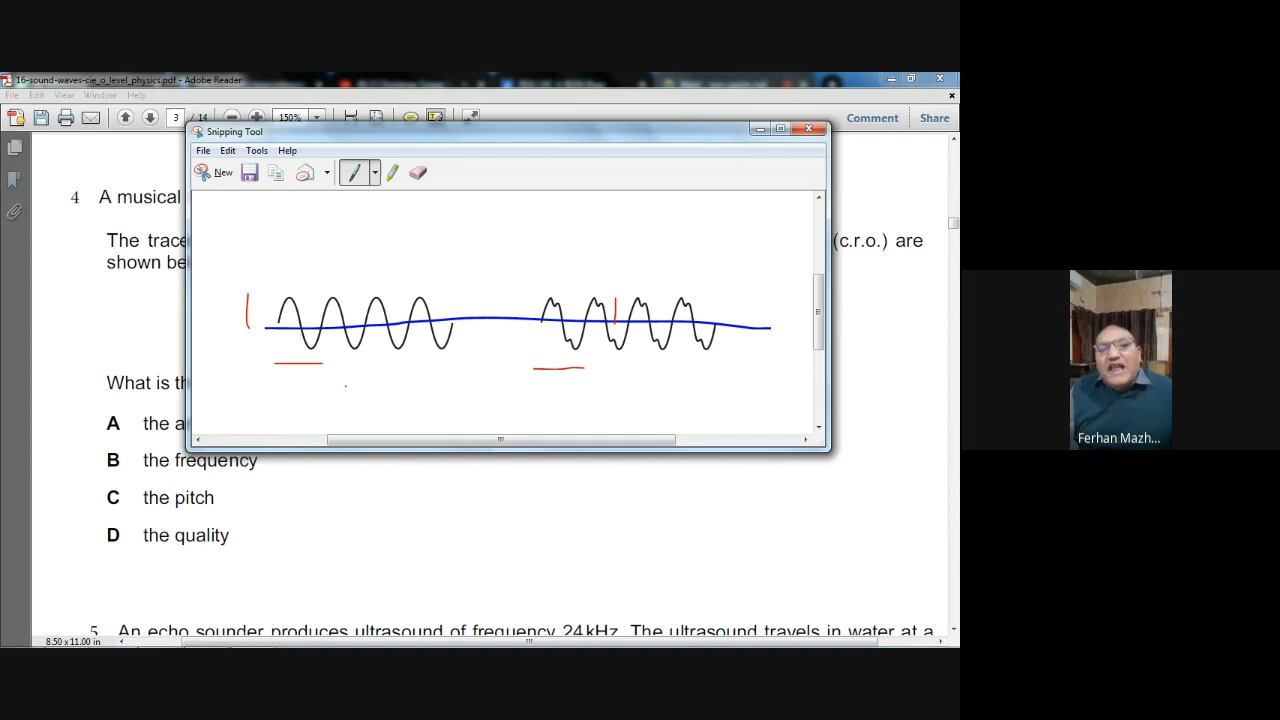 16-sound-waves-cie_o_level_physics.pdf - Adobe Reader
File Edit View Window Help
3 / 14 150% Comment Share
Snipping Tool
File Edit Tools Help
New
4 A musical
The trace (c.r.o.) are
shown be
What is th
A the a
B the frequency
C the pitch
D the quality
5 An echo sounder produces ultrasound of frequency 24 kHz. The ultrasound travels in water at a
8.50 x 11.00 in
Ferhan Mazh...